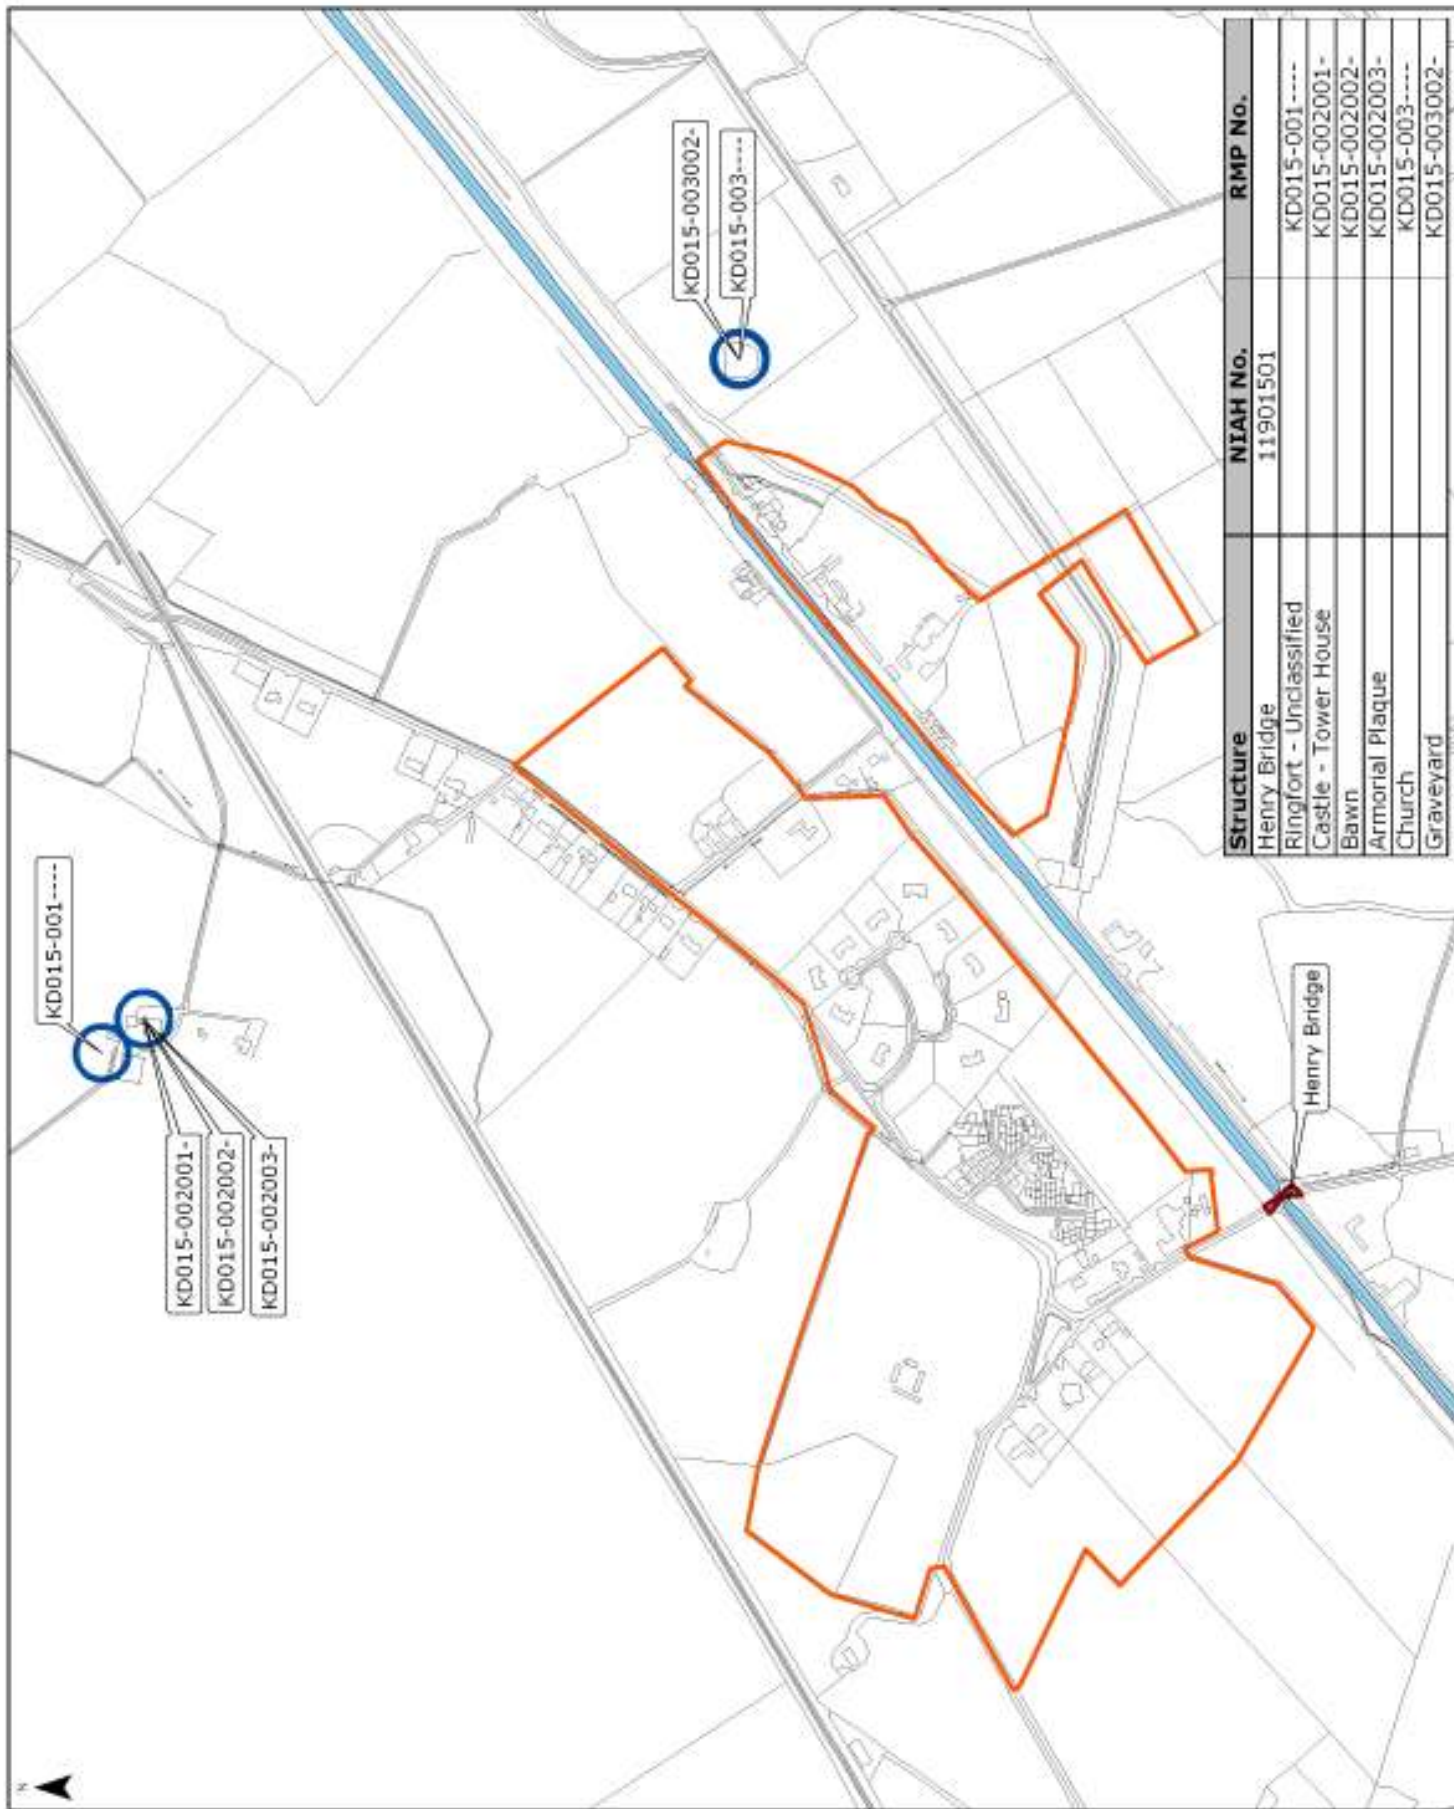 N
KD015-001----
KD015-002001-
KD015-002002-
KD015-002003-
KD015-003002-
KD015-003----
Henry Bridge
Structure NIAH No. RMP No.
Henry Bridge 11901501
Ringfort - Unclassified KD015-001----
Castle - Tower House KD015-002001-
Bawn KD015-002002-
Armorial Plaque KD015-002003-
Church KD015-003----
Graveyard KD015-003002-